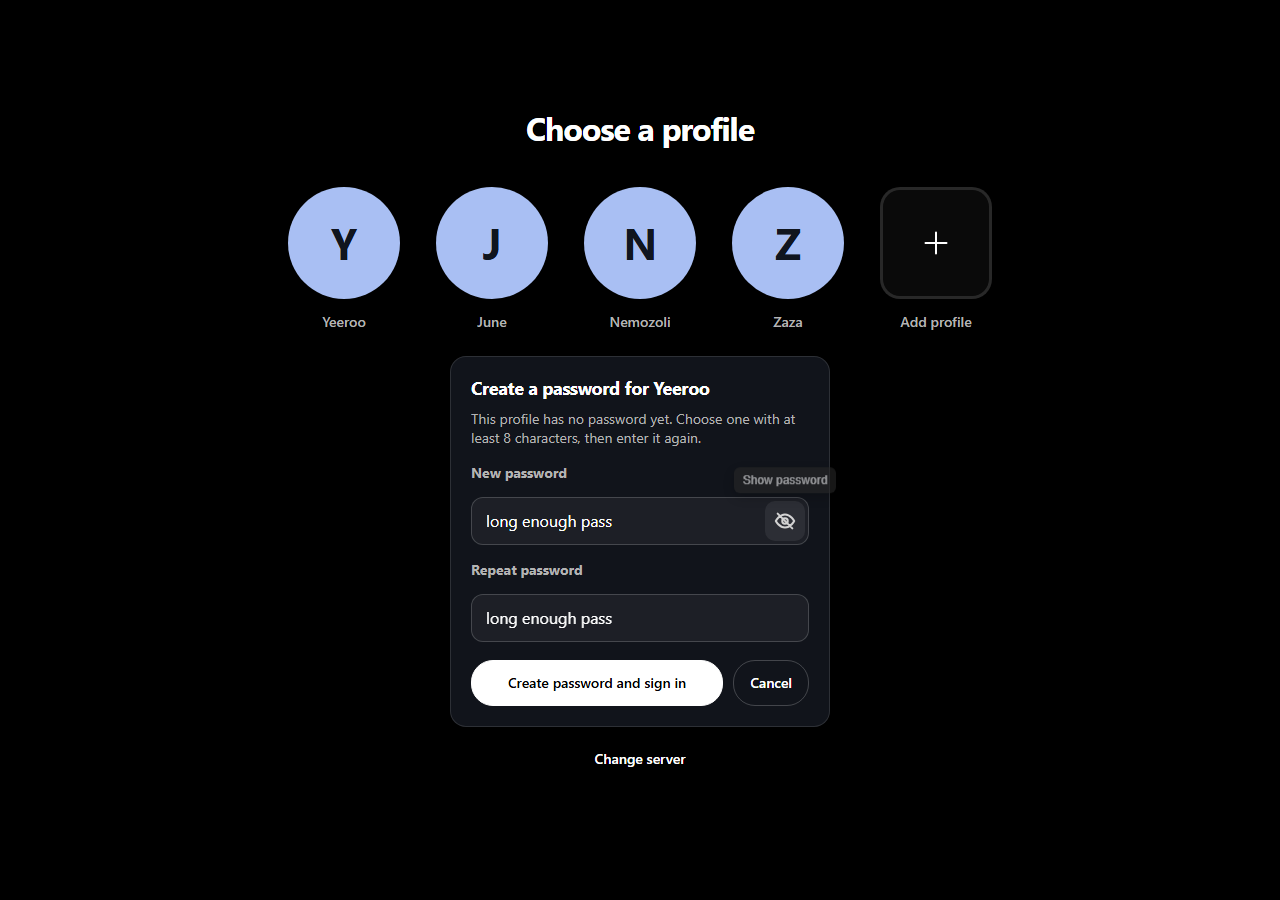 Choose a profile
Y
J
N
Z
Yeeroo
June
Nemozoli
Zaza
Add profile
Create a password for Yeeroo
This profile has no password yet. Choose one with at
least 8 characters, then enter it again.
New password
Show password
long enough pass
Repeat password
long enough pass
Create password and sign in
Cancel
Change server